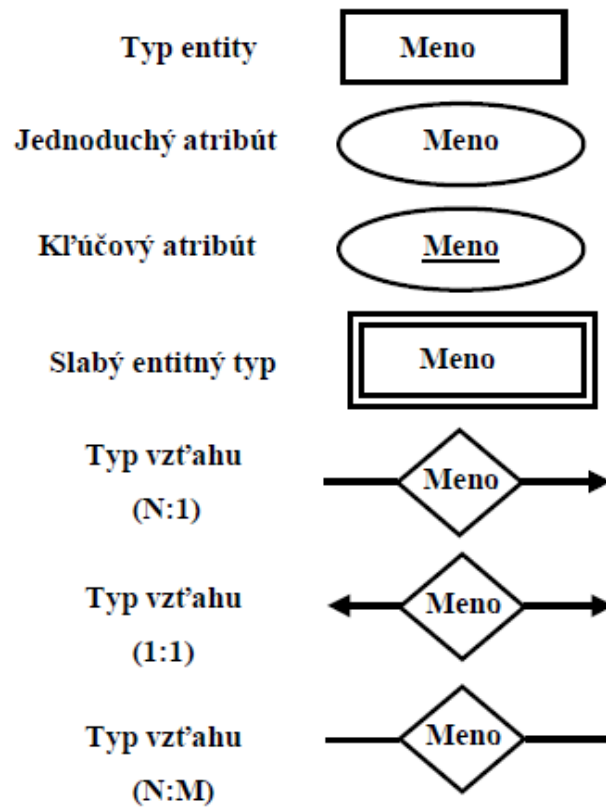 Typ entity Meno
Jednoduchý atribút Meno
Kľúčový atribút Meno
Slabý entitný typ Meno
Typ vzťahu Meno
(N:1)
Typ vzťahu Meno
(1:1)
Typ vzťahu Meno
(N:M)